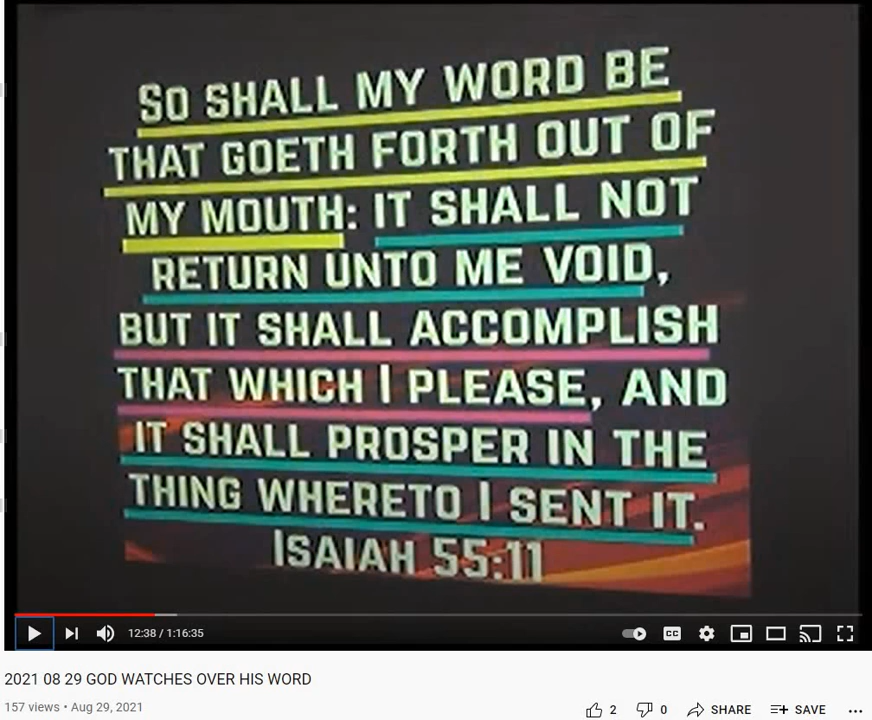 SO SHALL MY WORD BE
THAT GOETH FORTH OUT OF
MY MOUTH: IT SHALL NOT
RETURN UNTO ME VOID,
BUT IT SHALL ACCOMPLISH
THAT WHICH I PLEASE, AND
IT SHALL PROSPER IN THE
THING WHERETO I SENT IT.
ISAIAH 55:11
12:38 / 1:16:35
CC
2021 08 29 GOD WATCHES OVER HIS WORD
157 views • Aug 29, 2021
2
0
SHARE
SAVE